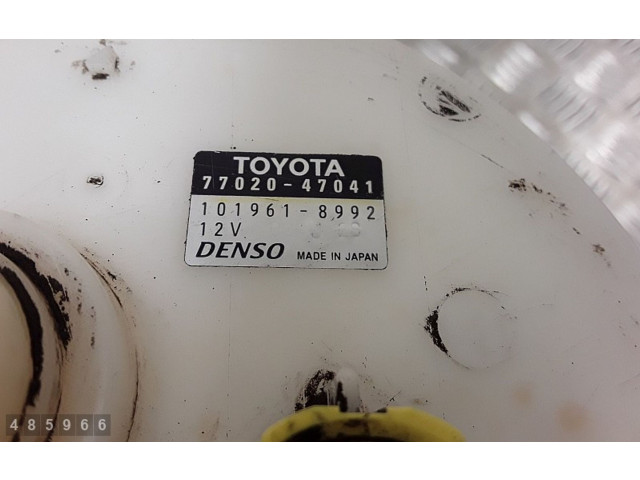 TOYOTA
77020-47041
101961-8992
12V
DENSO MADE IN JAPAN
485966